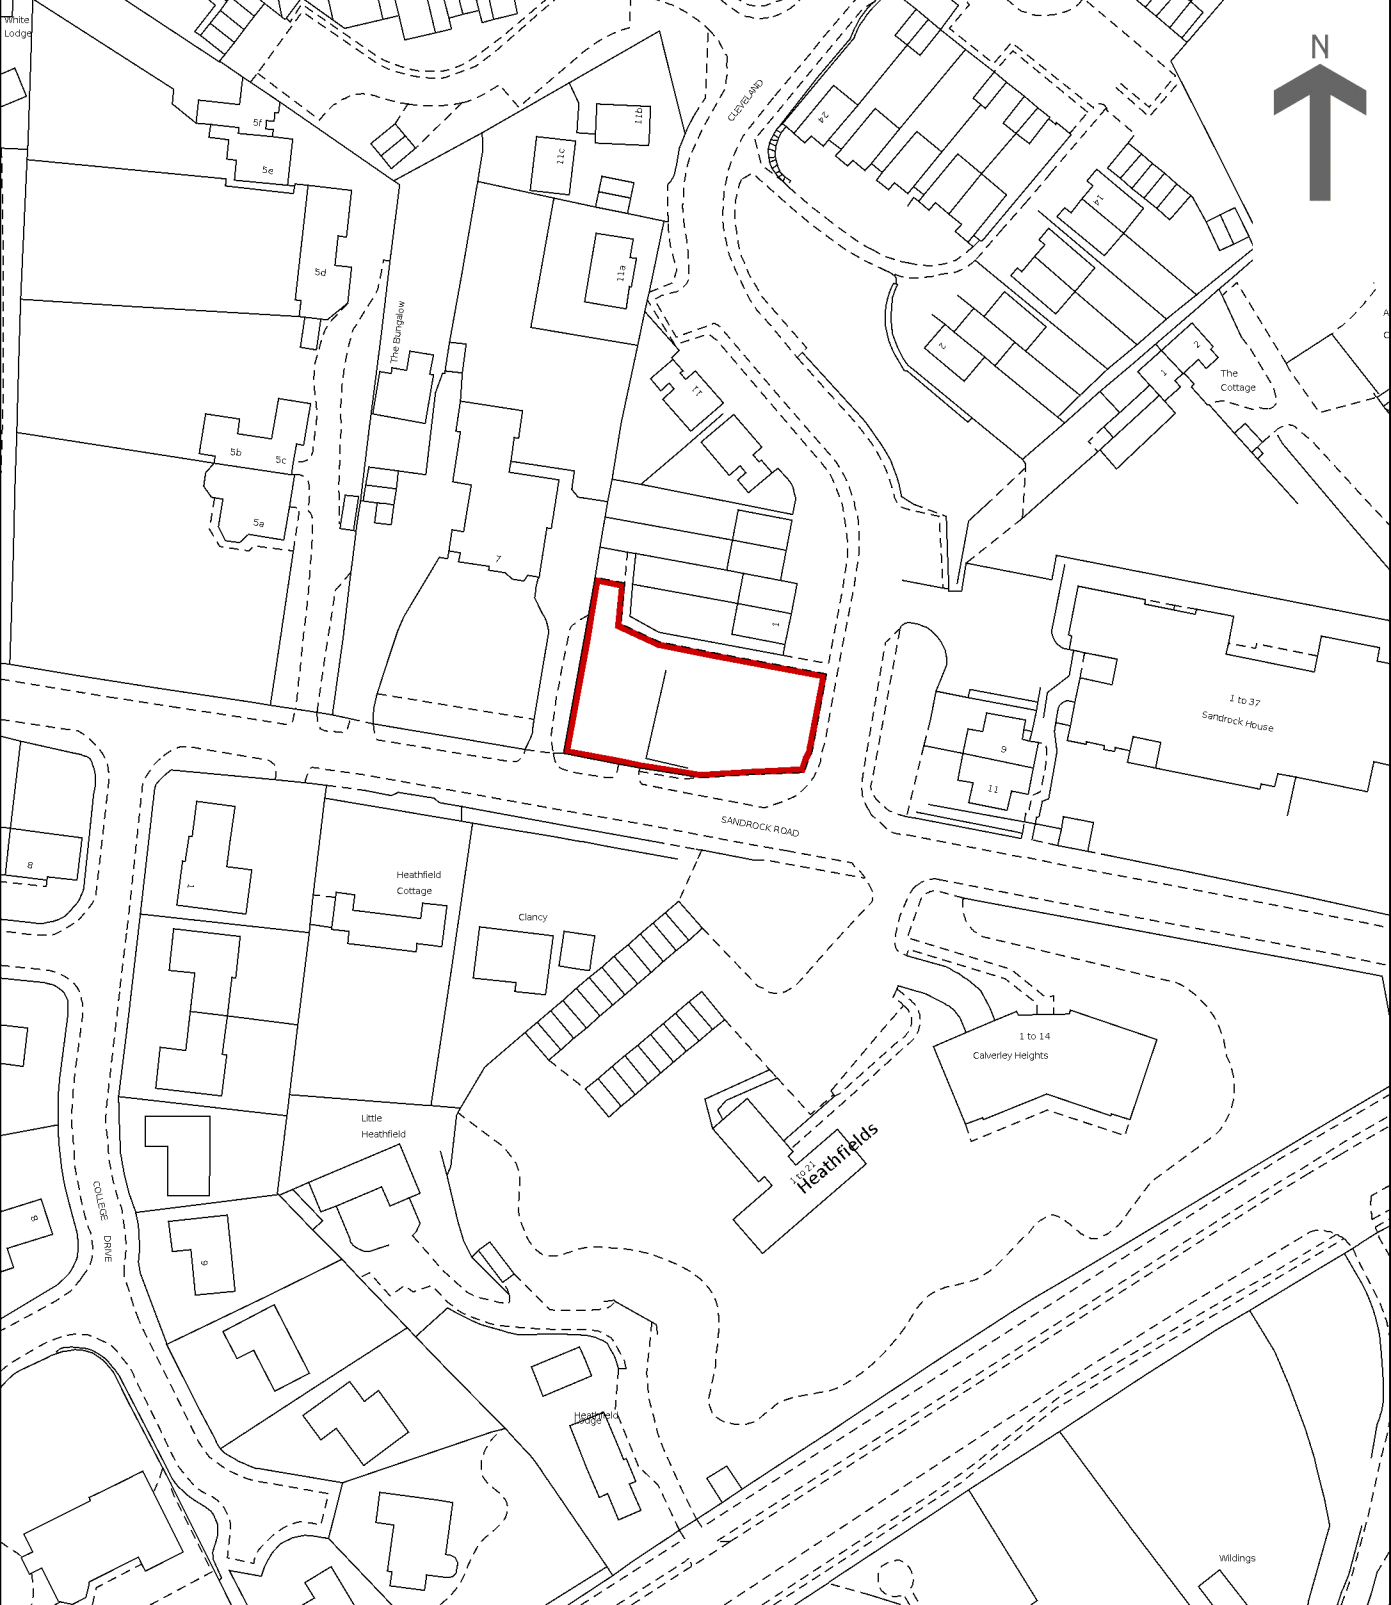 White
Lodge
N
CLEVELAND
5f
5e
11b
11c
24
14
5d
11a
The Bungalow
2
2
1
The
Cottage
11
5b
5c
5a
7
1
1 to 37
Sandrock House
9
11
SANDROCK ROAD
8
1
Heathfield
Cottage
Clancy
1 to 14
Calverley Heights
Little
Heathfield
1 to 21
Heathfields
COLLEGE DRIVE
8
9
Heathfield
Lodge
Wildings